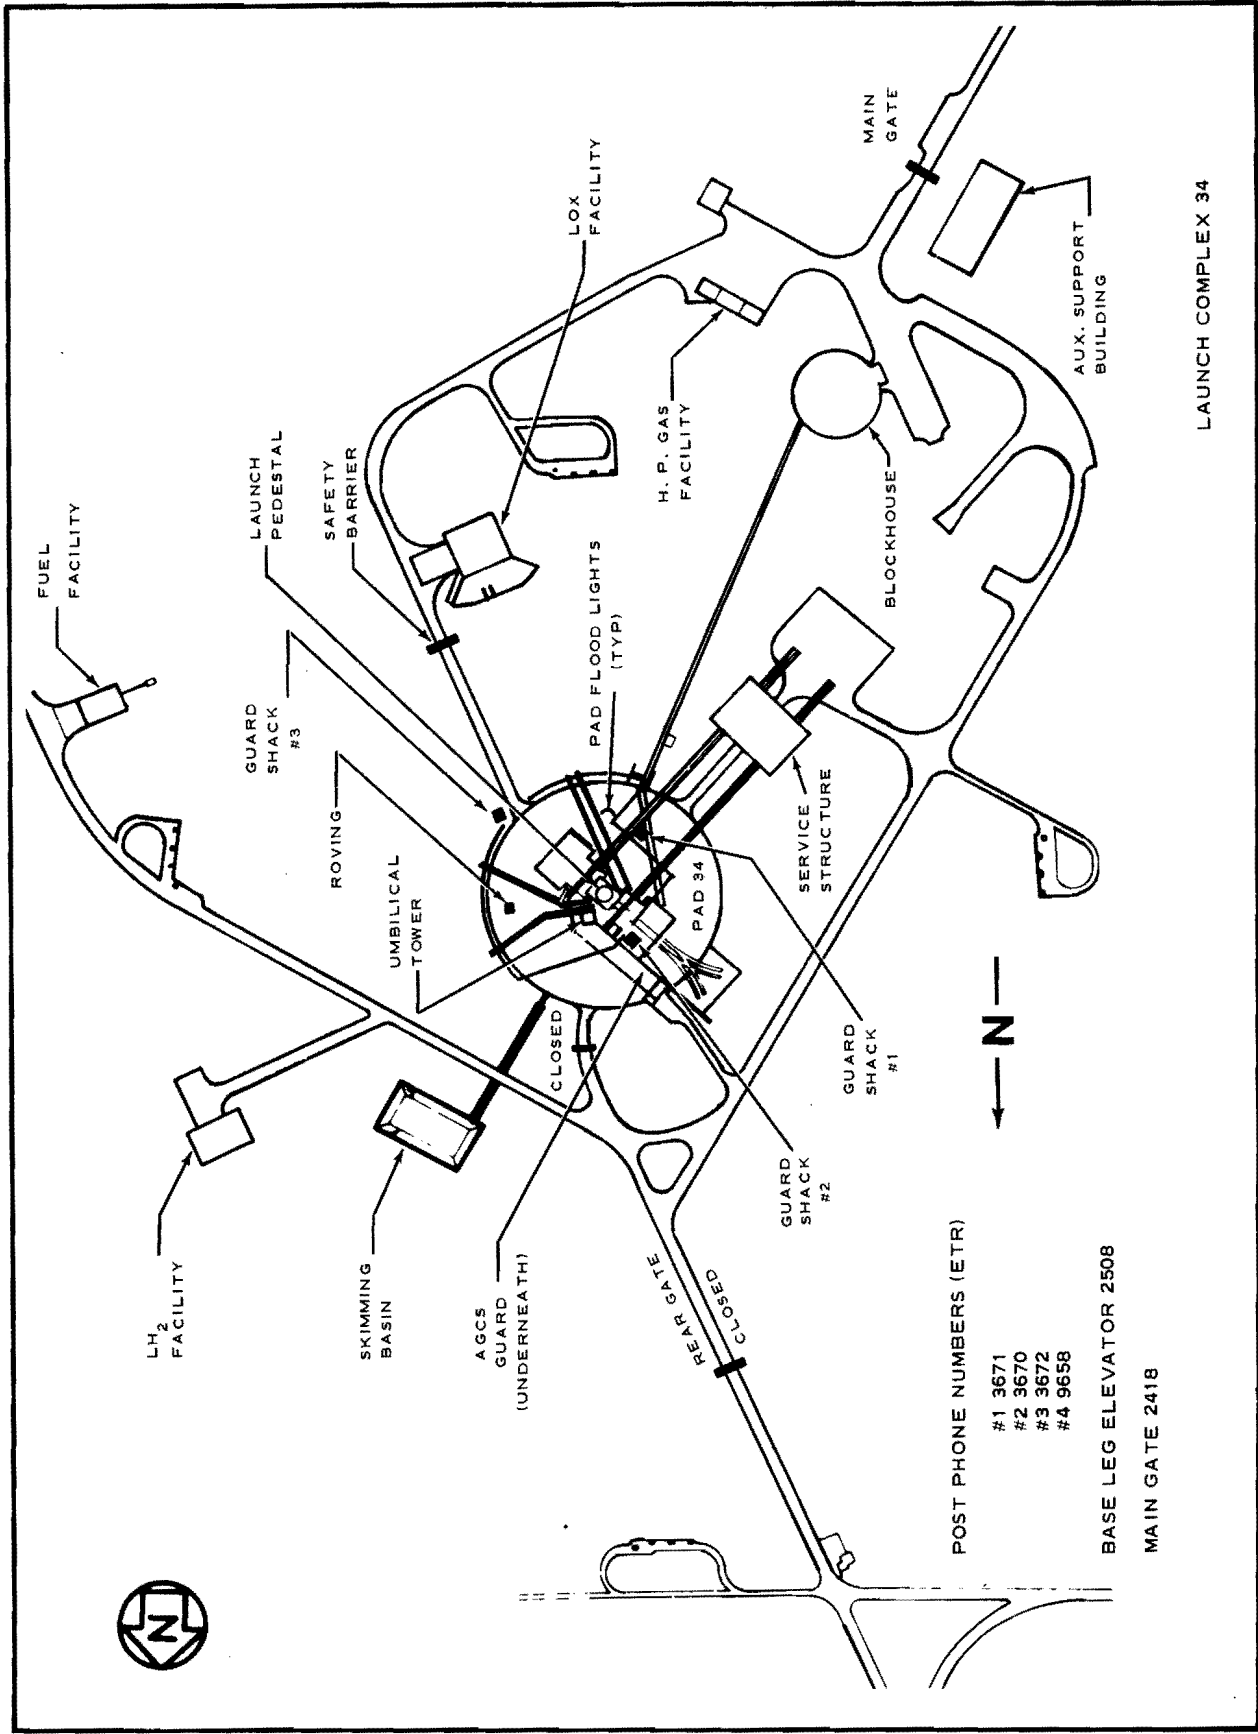 FUEL
FACILITY
LAUNCH
PEDESTAL
SAFETY
BARRIER
LOX
FACILITY
MAIN
GATE
GUARD
SHACK
#3
ROVING
UMBILICAL
TOWER
PAD FLOOD LIGHTS
(TYP)
H. P. GAS
FACILITY
BLOCKHOUSE
AUX. SUPPORT
BUILDING
SERVICE
STRUCTURE
PAD 34
LH2
FACILITY
SKIMMING
BASIN
AGCS
GUARD
(UNDERNEATH)
CLOSED
GUARD
SHACK
#1
GUARD
SHACK
#2
REAR GATE
CLOSED
N
N
POST PHONE NUMBERS (ETR)
#1 3671
#2 3670
#3 3672
#4 9658
BASE LEG ELEVATOR 2508
MAIN GATE 2418
LAUNCH COMPLEX 34